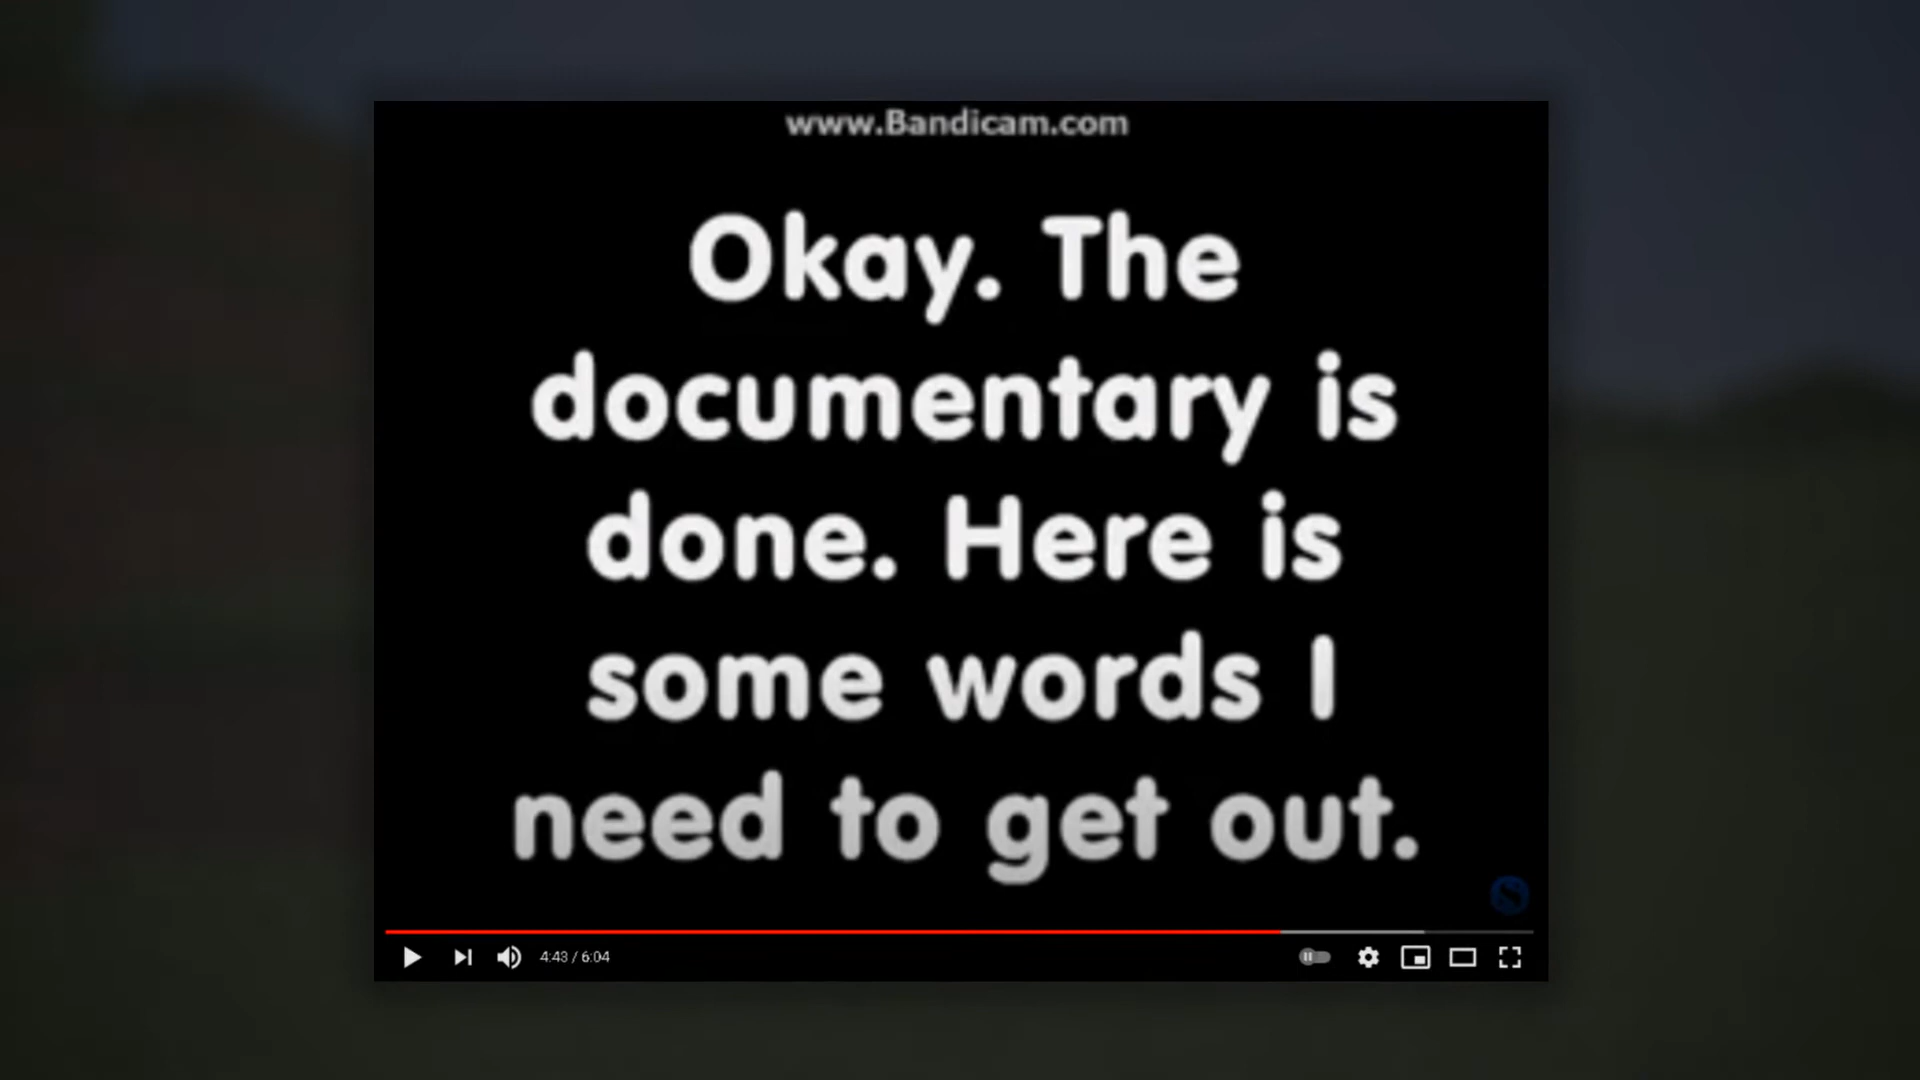 www.Bandicam.com
Okay. The
documentary is
done. Here is
some words I
need to get out.
4:43 / 6:04